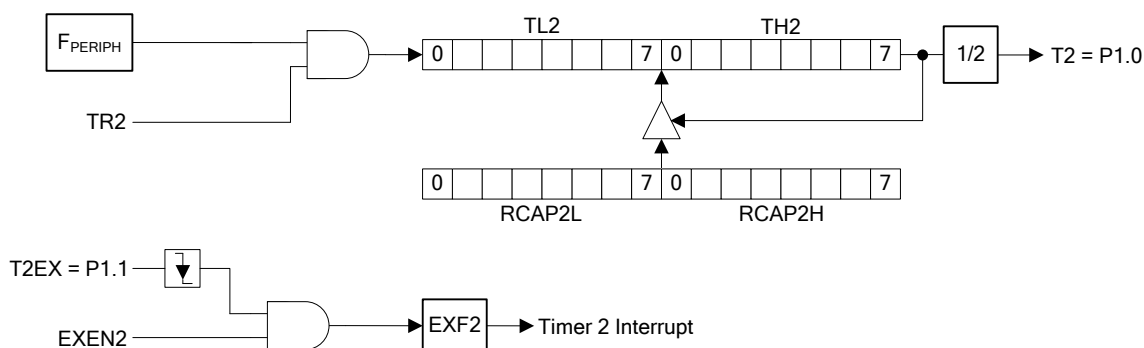 TL2 TH2
F_PERIPH
0 7 0 7
1/2
T2 = P1.0
TR2
0 7 0 7
RCAP2L RCAP2H
T2EX = P1.1
EXF2 Timer 2 Interrupt
EXEN2